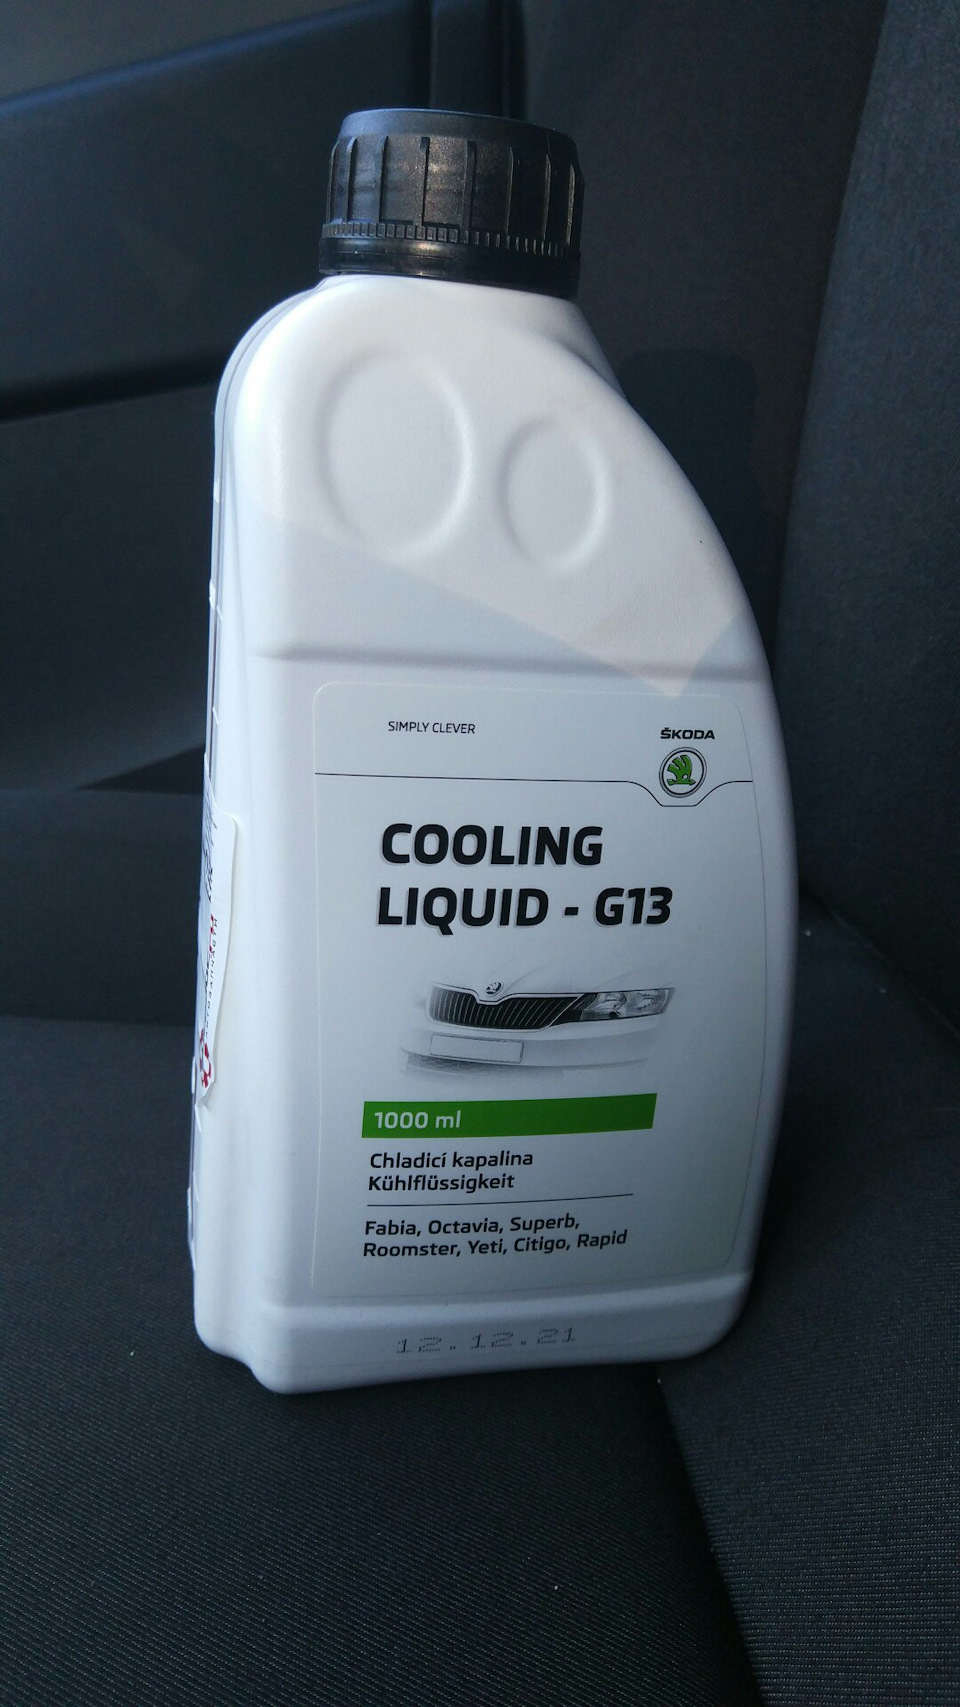 SIMPLY CLEVER
ŠKODA
COOLING
LIQUID - G13
1000 ml
Chladicí kapalina
Kühlflüssigkeit
Fabia, Octavia, Superb,
Roomster, Yeti, Citigo, Rapid
12.12.21